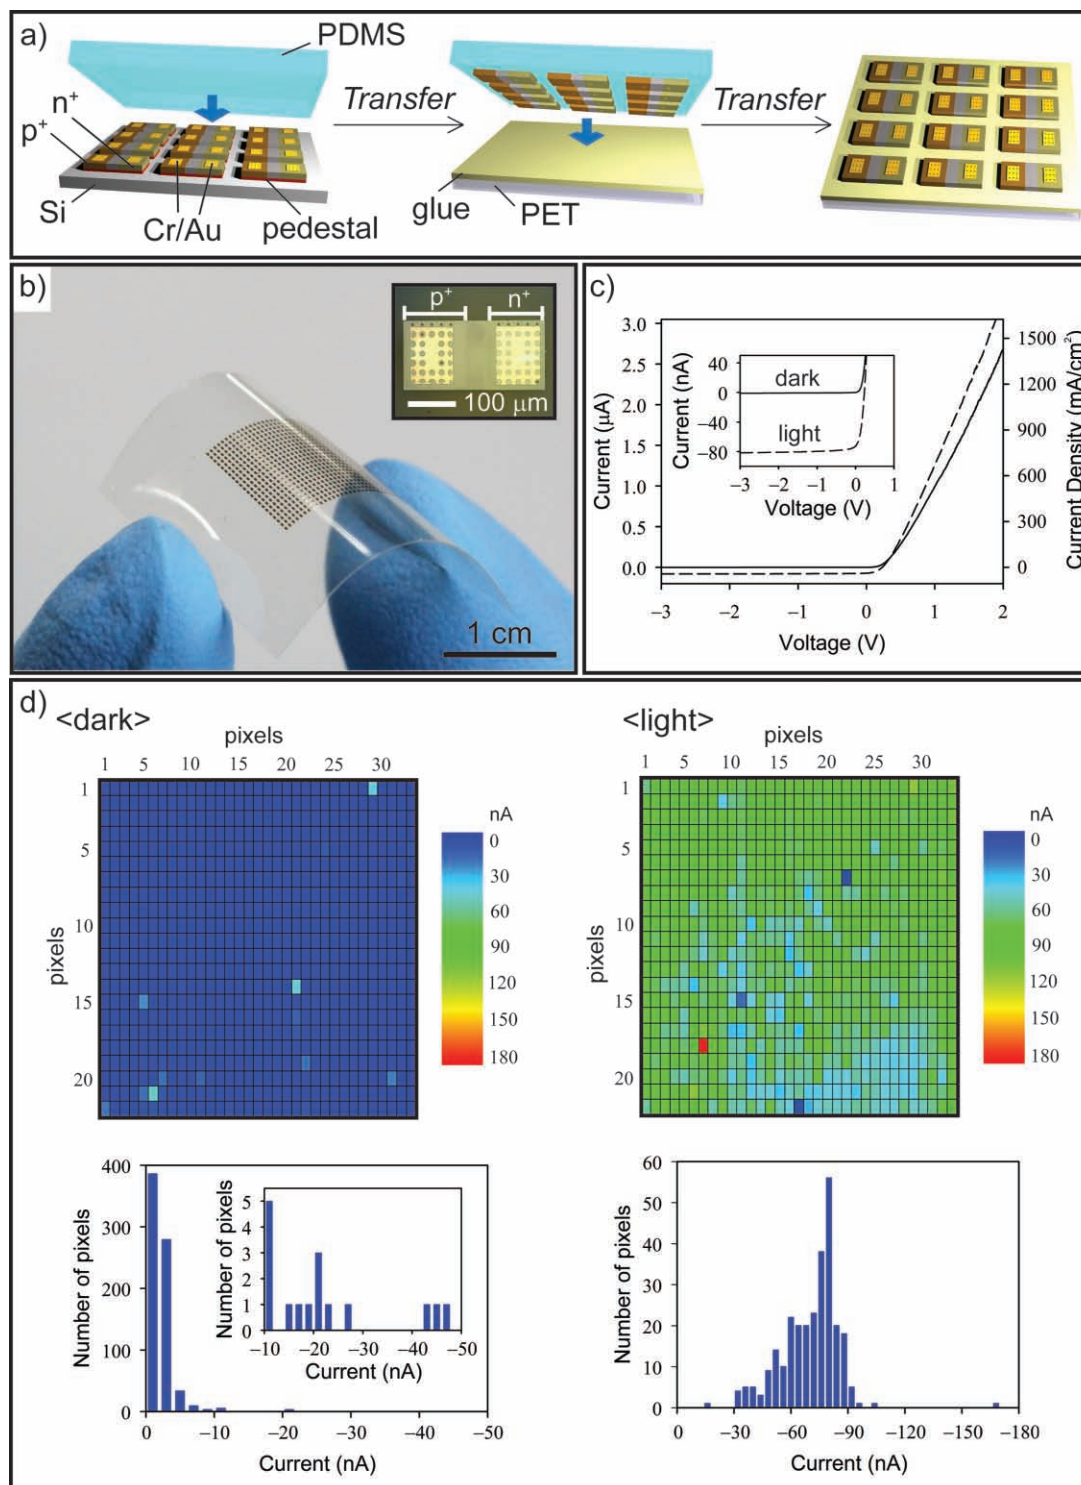 a)
PDMS
n+
p+
Transfer
Transfer
Si
Cr/Au
pedestal
glue
PET
b)
p+
n+
100 μm
1 cm
c)
3.0
2.5
2.0
1.5
1.0
0.5
0.0
Current (μA)
1500
1200
900
600
300
0
Current Density (mA/cm²)
−3 −2 −1 0 1 2
Voltage (V)
40
0
−40
−80
Current (nA)
dark
light
−3 −2 −1 0
Voltage (V)
d)
<dark>
pixels
1 5 10 15 20 25 30
1
5
10
15
20
pixels
nA
0
30
60
90
120
150
180
<light>
pixels
1 5 10 15 20 25 30
1
5
10
15
20
pixels
nA
0
30
60
90
120
150
180
400
300
200
100
0
Number of pixels
0 −10 −20 −30 −40 −50
Current (nA)
5
4
3
2
1
0
Number of pixels
−10 −20 −30 −40 −50
Current (nA)
60
50
40
30
20
10
0
Number of pixels
0 −30 −60 −90 −120 −150 −180
Current (nA)